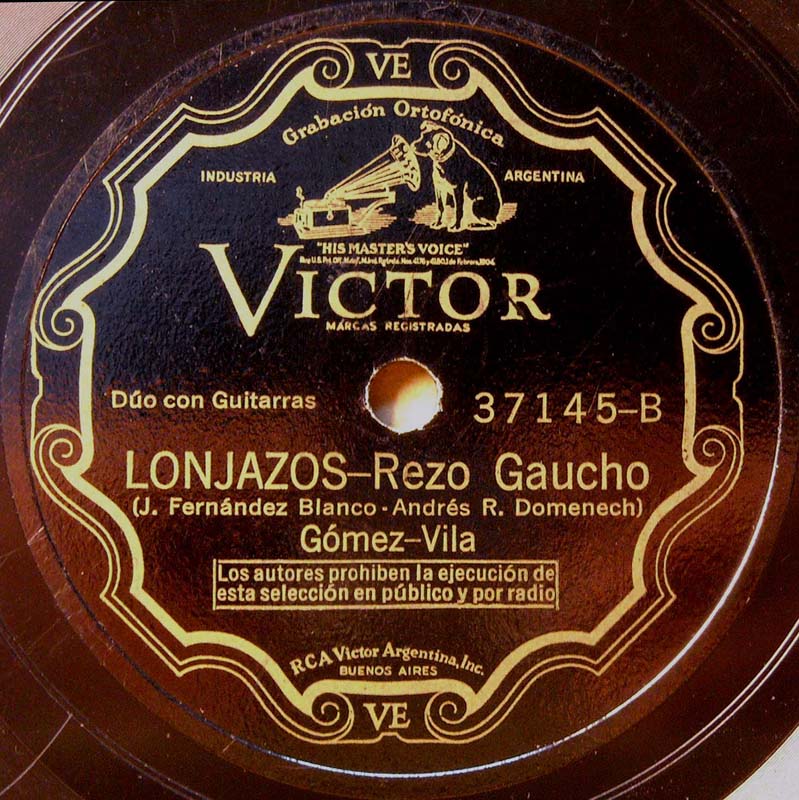 VE
Grabación Ortofónica
INDUSTRIA
ARGENTINA
"HIS MASTER'S VOICE"
VICTOR
MARCAS REGISTRADAS
Dúo con Guitarras
37145-B
LONJAZOS-Rezo Gaucho
(J. Fernández Blanco - Andrés R. Domenech)
Gómez-Vila
Los autores prohiben la ejecución de
esta selección en público y por radio
RCA Victor Argentina, Inc.
BUENOS AIRES
VE